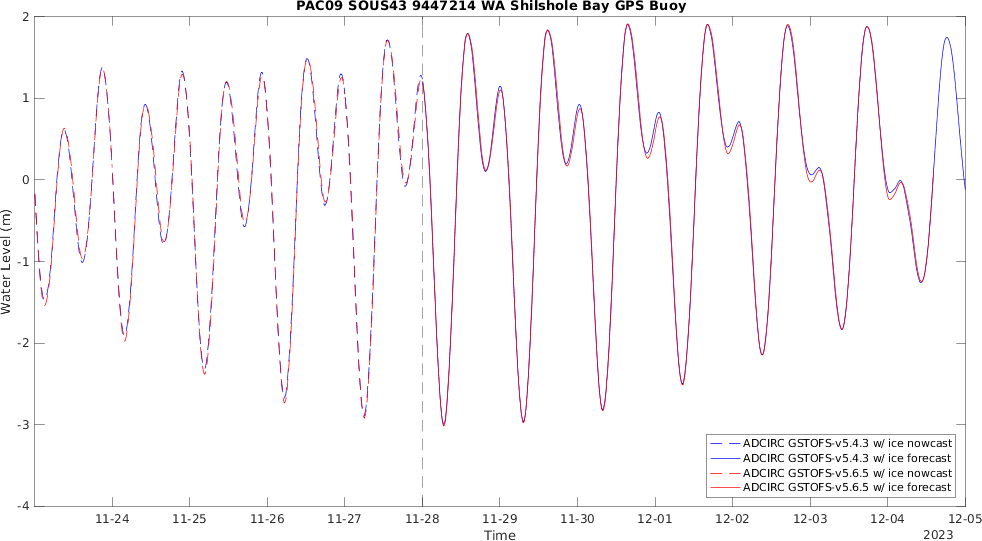 PAC09 SOUS43 9447214 WA Shilshole Bay GPS Buoy
2
1
0
-1
-2
-3
-4
Water Level (m)
ADCIRC GSTOFS-v5.4.3 w/ ice nowcast
ADCIRC GSTOFS-v5.4.3 w/ ice forecast
ADCIRC GSTOFS-v5.6.5 w/ ice nowcast
ADCIRC GSTOFS-v5.6.5 w/ ice forecast
11-24 11-25 11-26 11-27 11-28 11-29 11-30 12-01 12-02 12-03 12-04 12-05
Time
2023